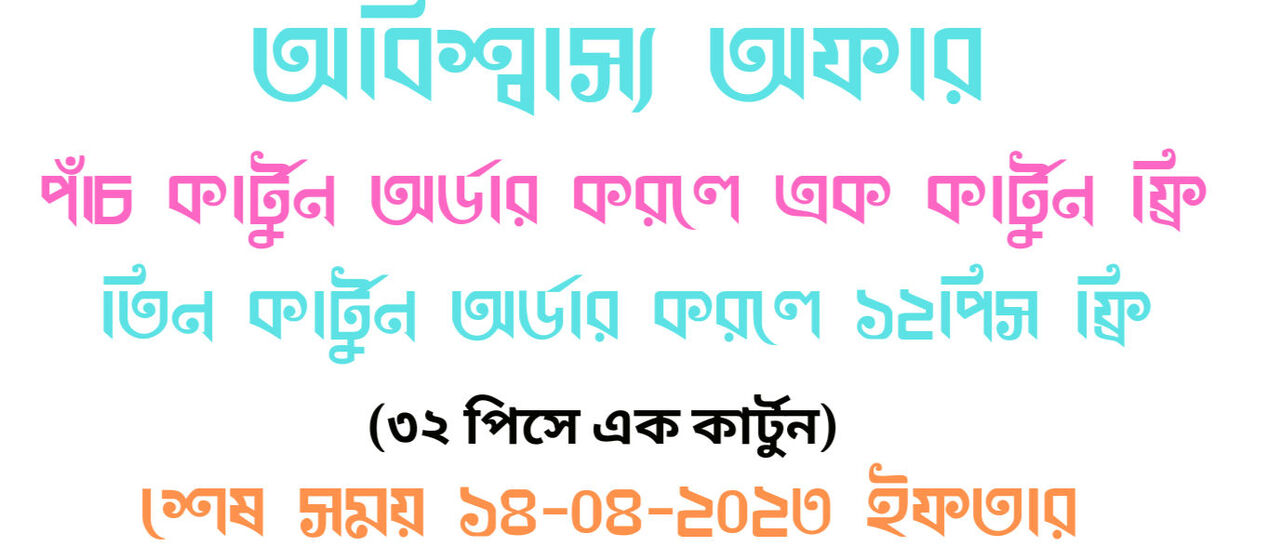 অবিশ্বাস্য অফার
পাঁচ কার্টুন অর্ডার করলে এক কার্টুন ফ্রি
তিন কার্টুন অর্ডার করলে ১২পিস ফ্রি
(৩২ পিসে এক কার্টুন)
শেষ সময় ১৪-০৪-২০২৩ ইফতার